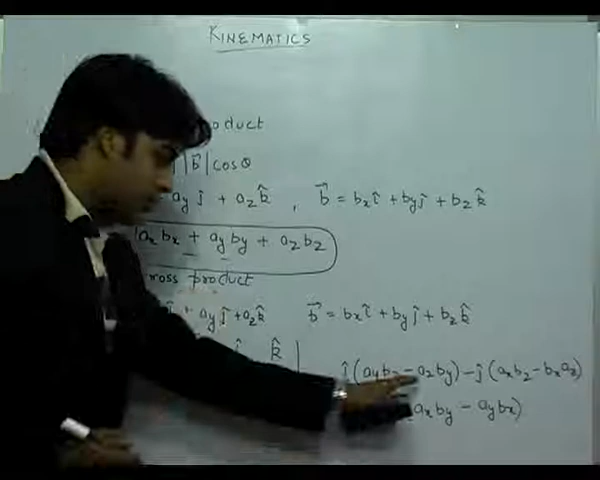 KINEMATICS
oduct
|b⃗|cosθ
ay ĵ + az k̂ , b⃗ = bx î + by ĵ + bz k̂
ax bx + ay by + az bz
ross product
+ ay ĵ + az k̂ b⃗ = bx î + by ĵ + bz k̂
ĵ k̂ | î (ay bz - az by) - ĵ (ax bz - bx az)
ax by - ay bx)